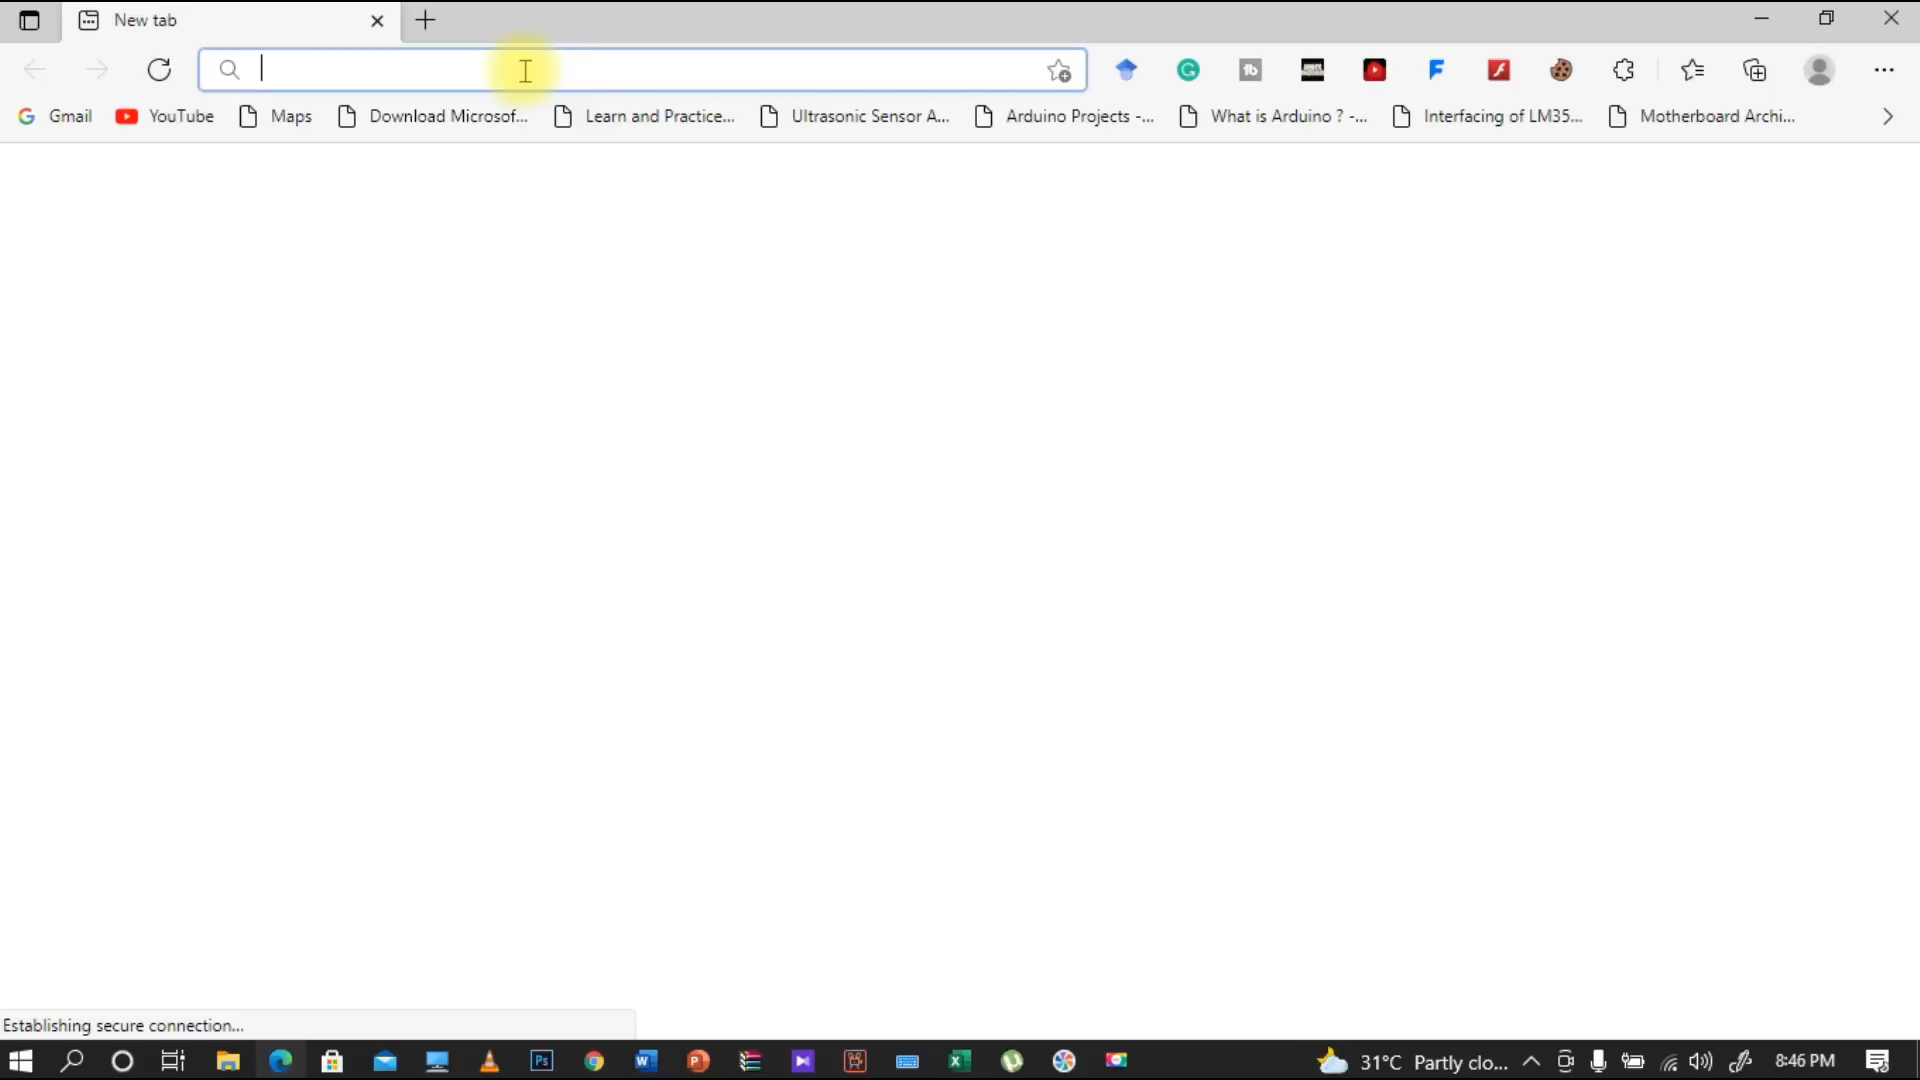 New tab
Gmail YouTube Maps Download Microsof... Learn and Practice... Ultrasonic Sensor A... Arduino Projects -... What is Arduino ? -... Interfacing of LM35... Motherboard Archi...
Establishing secure connection...
31°C Partly clo... 8:46 PM